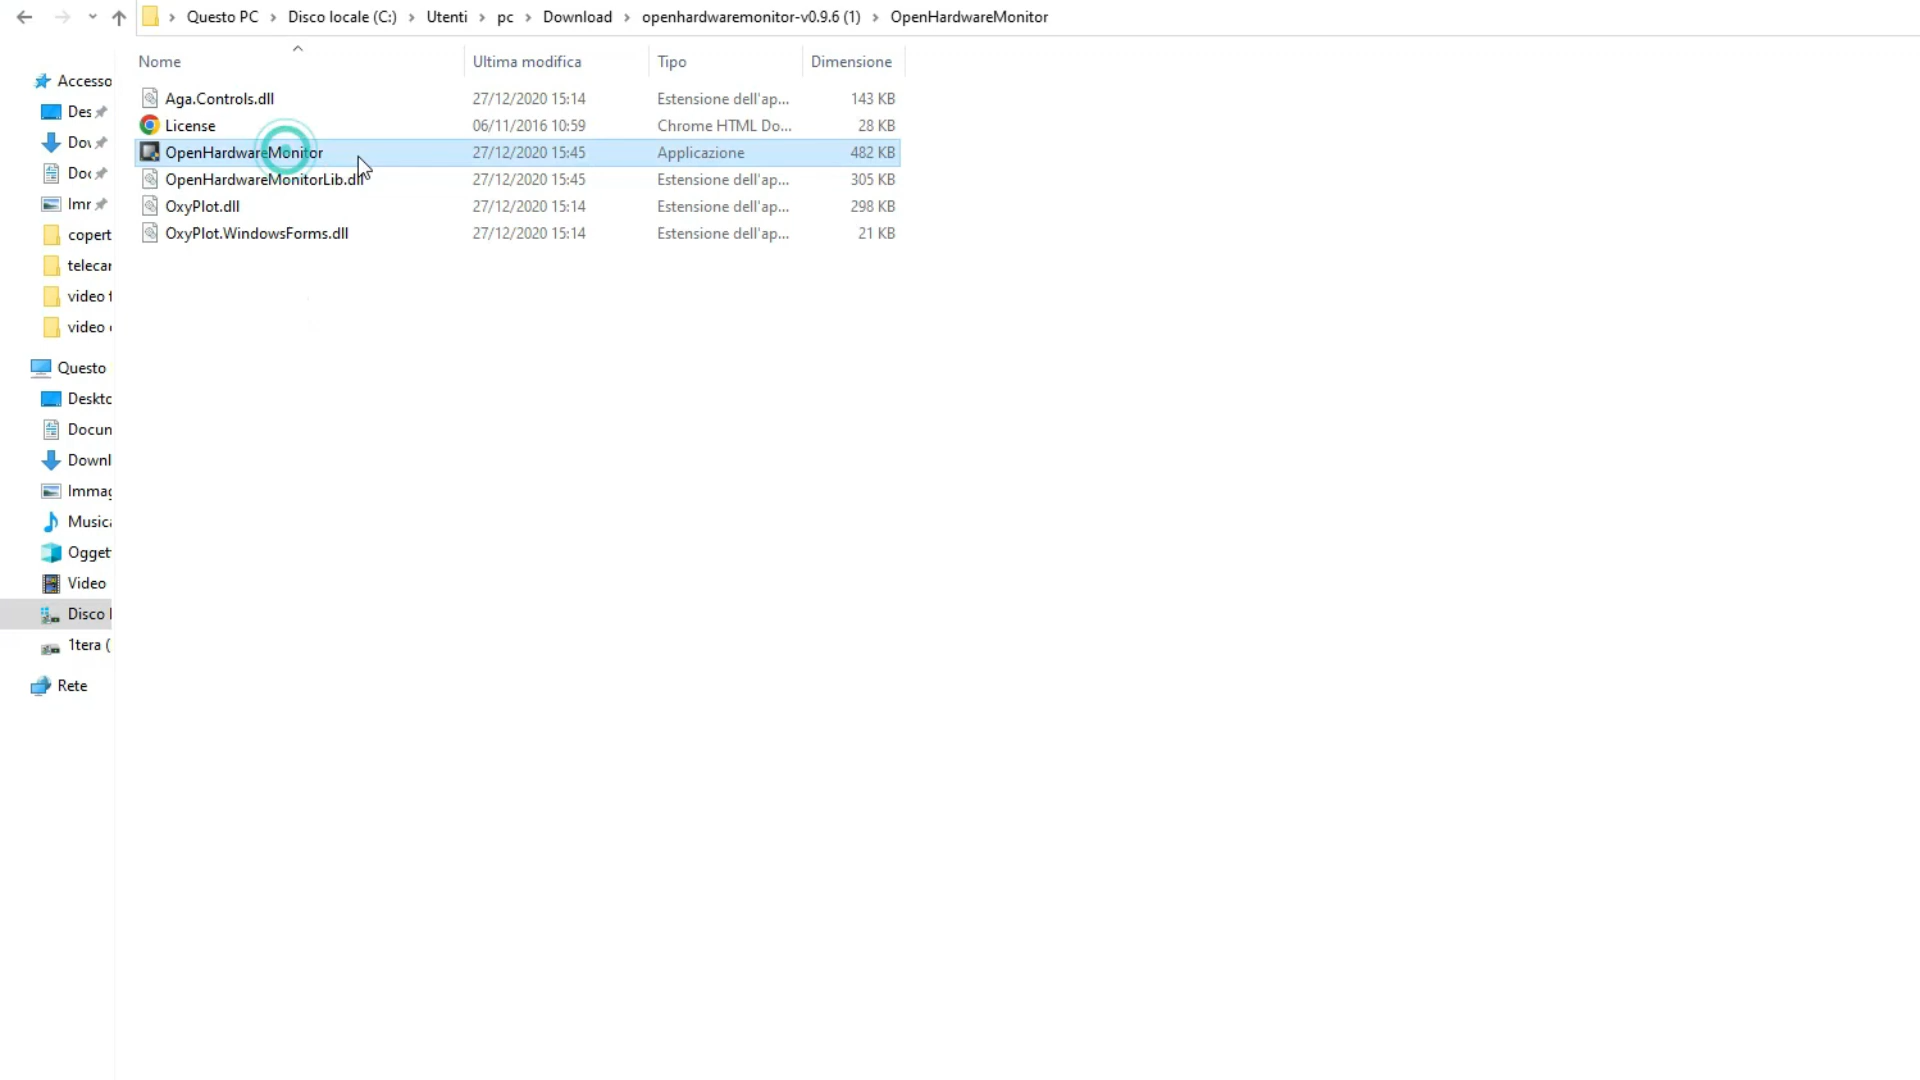 Questo PC > Disco locale (C:) > Utenti > pc > Download > openhardwaremonitor-v0.9.6 (1) > OpenHardwareMonitor
Nome Ultima modifica Tipo Dimensione
Aga.Controls.dll 27/12/2020 15:14 Estensione dell'ap... 143 KB
License 06/11/2016 10:59 Chrome HTML Do... 28 KB
OpenHardwareMonitor 27/12/2020 15:45 Applicazione 482 KB
OpenHardwareMonitorLib.dll 27/12/2020 15:45 Estensione dell'ap... 305 KB
OxyPlot.dll 27/12/2020 15:14 Estensione dell'ap... 298 KB
OxyPlot.WindowsForms.dll 27/12/2020 15:14 Estensione dell'ap... 21 KB
Accesso
Des
Dov
Doc
Imr
copert
telecar
video f
video
Questo
Deskto
Docun
Downl
Immag
Music
Ogget
Video
Disco l
1tera (
Rete